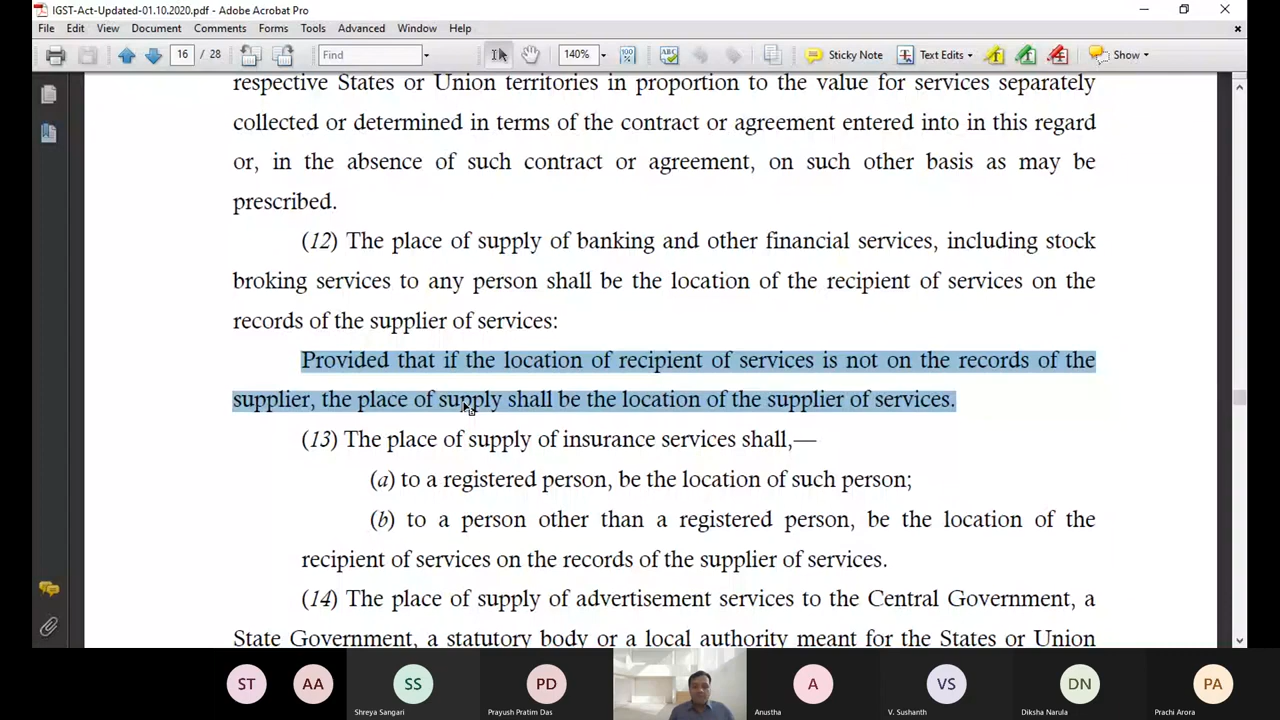 IGST-Act-Updated-01.10.2020.pdf - Adobe Acrobat Pro
File Edit View Document Comments Forms Tools Advanced Window Help
16 / 28 Find 140% Sticky Note Text Edits Show
respective States or Union territories in proportion to the value for services separately
collected or determined in terms of the contract or agreement entered into in this regard
or, in the absence of such contract or agreement, on such other basis as may be
prescribed.
(12) The place of supply of banking and other financial services, including stock
broking services to any person shall be the location of the recipient of services on the
records of the supplier of services:
Provided that if the location of recipient of services is not on the records of the
supplier, the place of supply shall be the location of the supplier of services.
(13) The place of supply of insurance services shall,—
(a) to a registered person, be the location of such person;
(b) to a person other than a registered person, be the location of the
recipient of services on the records of the supplier of services.
(14) The place of supply of advertisement services to the Central Government, a
State Government, a statutory body or a local authority meant for the States or Union
ST AA SS PD A VS DN PA
Shreya Sangari Prayush Pratim Das Anustha V. Sushanth Diksha Narula Prachi Arora